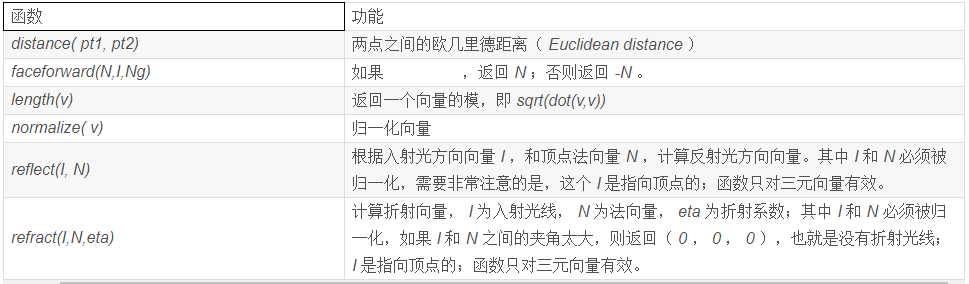 函数 功能
distance( pt1, pt2) 两点之间的欧几里德距离（ Euclidean distance ）
faceforward(N,I,Ng) 如果 ，返回 N ；否则返回 -N 。
length(v) 返回一个向量的模，即 sqrt(dot(v,v))
normalize( v) 归一化向量
reflect(I, N) 根据入射光方向向量 I ，和顶点法向量 N ，计算反射光方向向量。其中 I 和 N 必须被
归一化，需要非常注意的是，这个 I 是指向顶点的；函数只对三元向量有效。
refract(I,N,eta) 计算折射向量， I 为入射光线， N 为法向量， eta 为折射系数；其中 I 和 N 必须被归
一化，如果 I 和 N 之间的夹角太大，则返回（ 0 ， 0 ， 0 ），也就是没有折射光线；
I 是指向顶点的；函数只对三元向量有效。